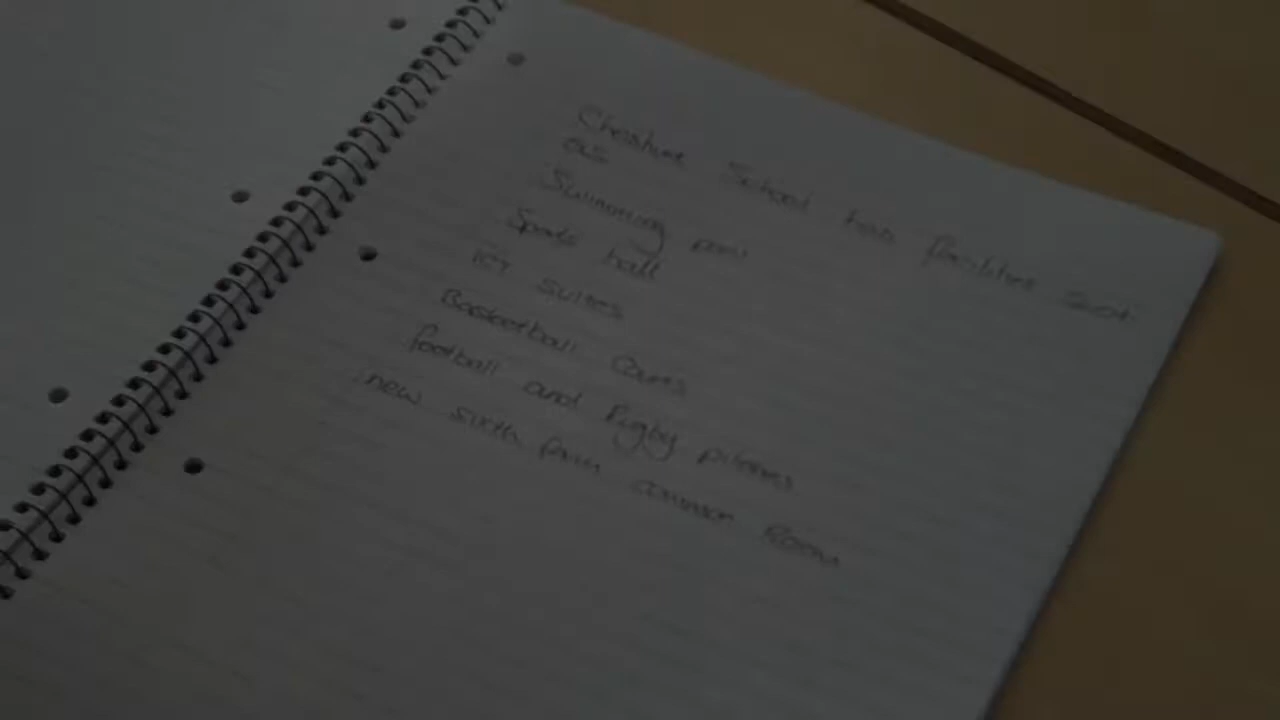 Cheshire School has facilities such
as
Swimming pool
Sports hall
ICT suites
Basketball Courts
football and Rugby pitches
new sixth form common Room